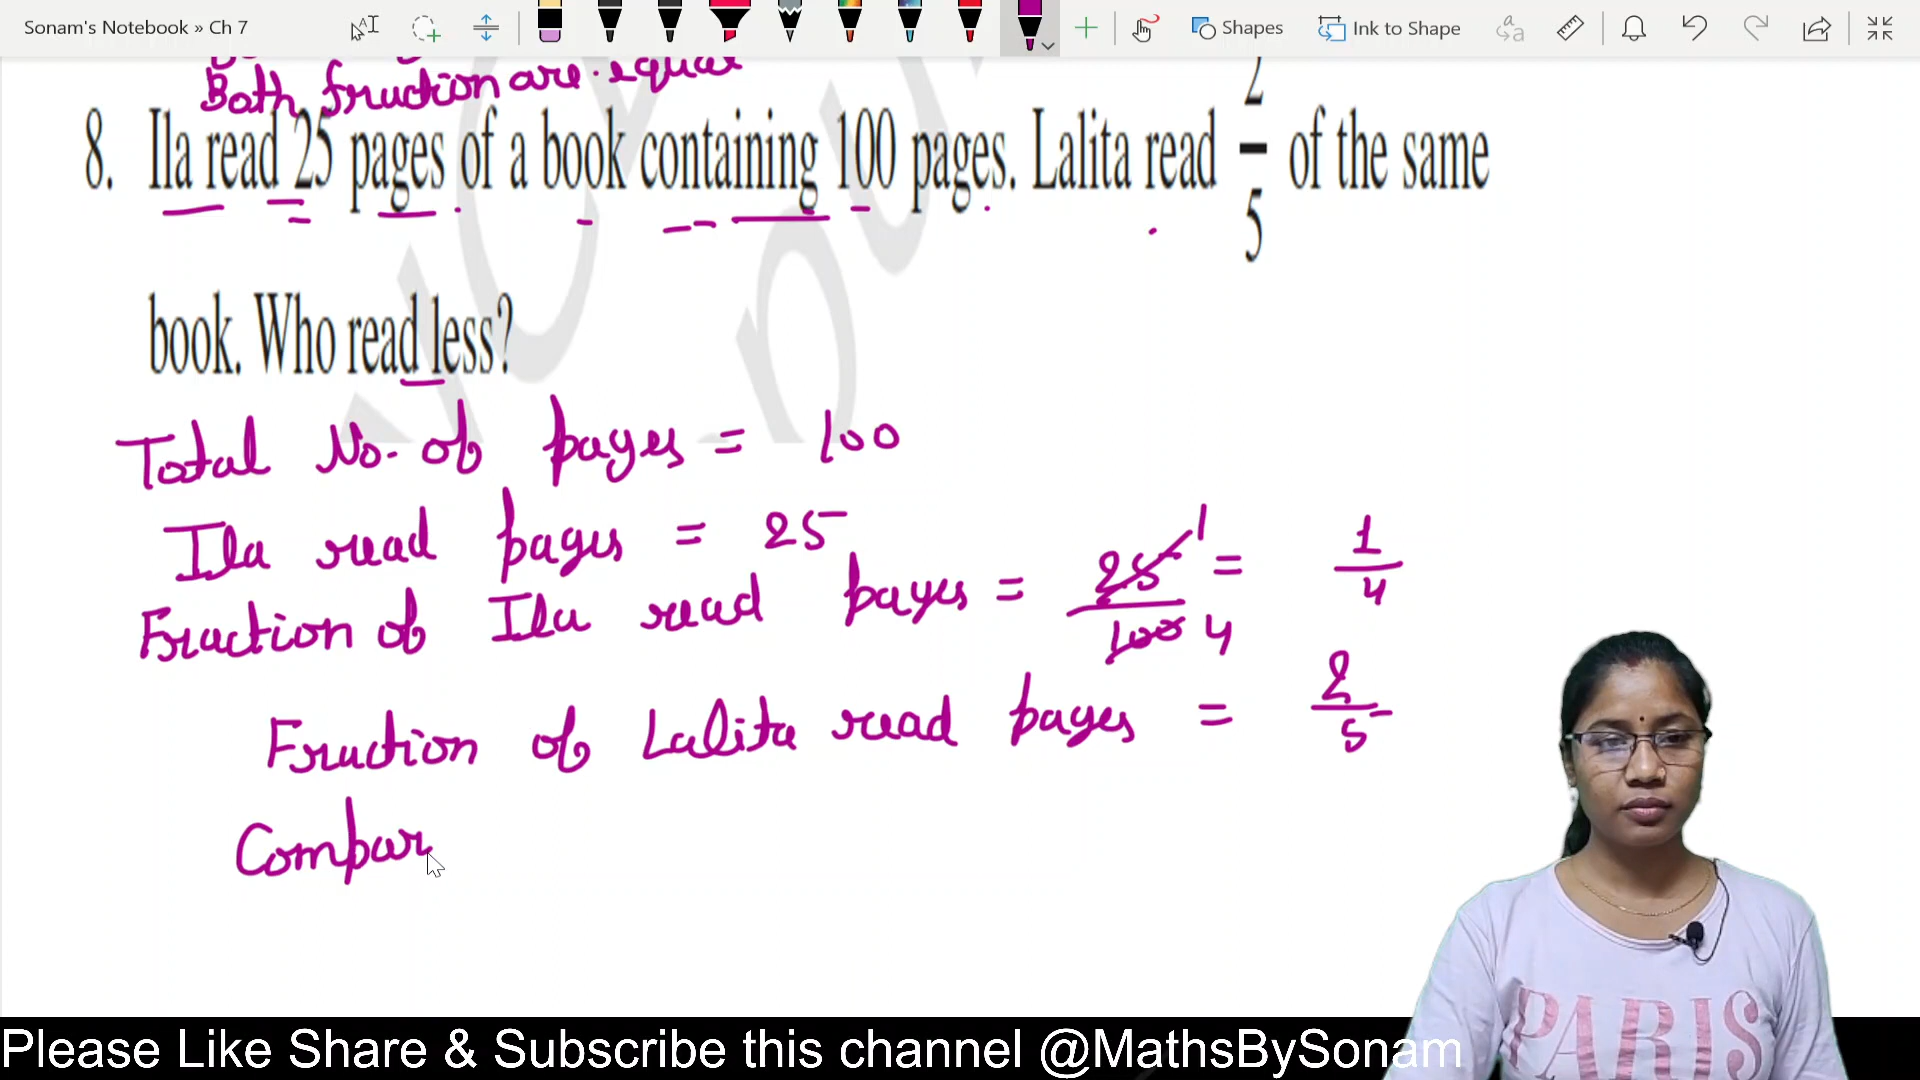 Sonam's Notebook » Ch 7
Shapes
Ink to Shape
Both fraction are equal
8. Ila read 25 pages of a book containing 100 pages. Lalita read 2/5 of the same
book. Who read less?
Total No. of pages = 100
Ila read pages = 25
Fraction of Ila read pages = 25/100 1/4 = 1/4
Fraction of Lalita read pages = 2/5
Compar
PARIS
Please Like Share & Subscribe this channel @MathsBySonam